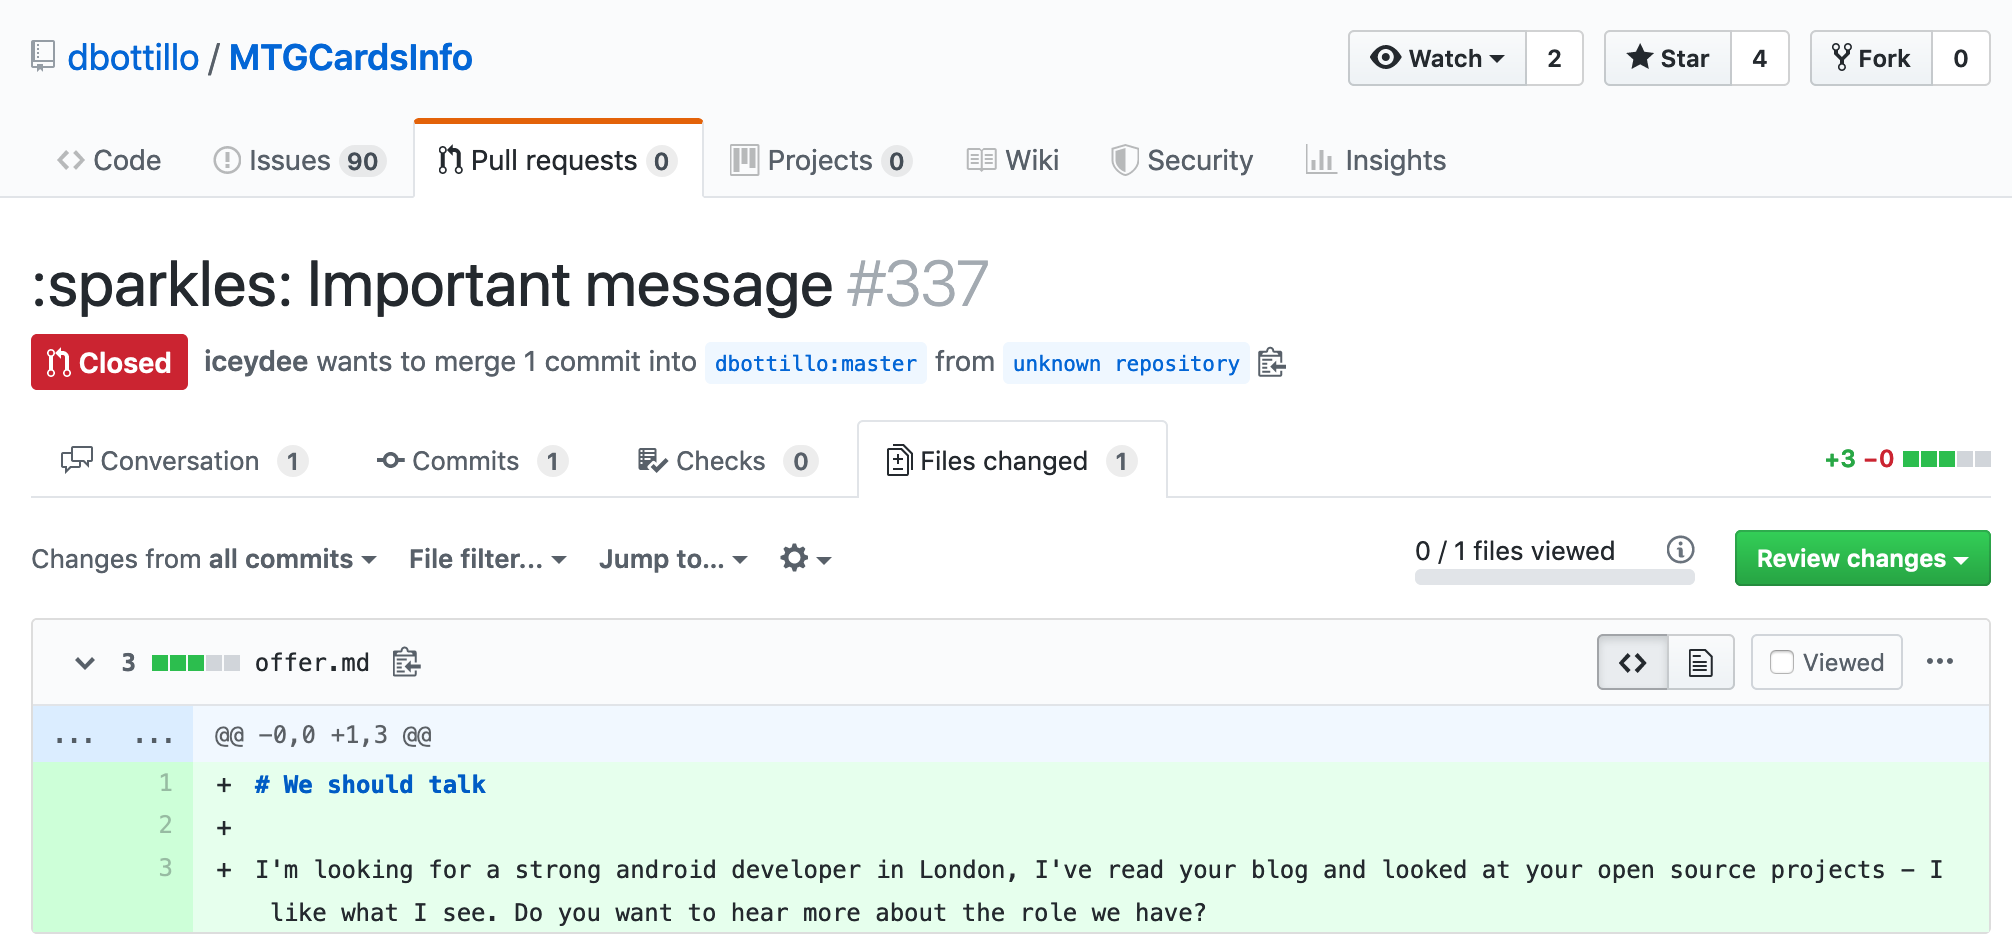 dbottillo / MTGCardsInfo
Watch 2 Star 4 Fork 0
Code Issues 90 Pull requests 0 Projects 0 Wiki Security Insights
:sparkles: Important message #337
Closed iceydee wants to merge 1 commit into dbottillo:master from unknown repository
Conversation 1 Commits 1 Checks 0 Files changed 1 +3 −0
Changes from all commits File filter... Jump to... 0 / 1 files viewed Review changes
3 offer.md Viewed ...
... ... @@ -0,0 +1,3 @@
1 + # We should talk
2 +
3 + I'm looking for a strong android developer in London, I've read your blog and looked at your open source projects - I
like what I see. Do you want to hear more about the role we have?